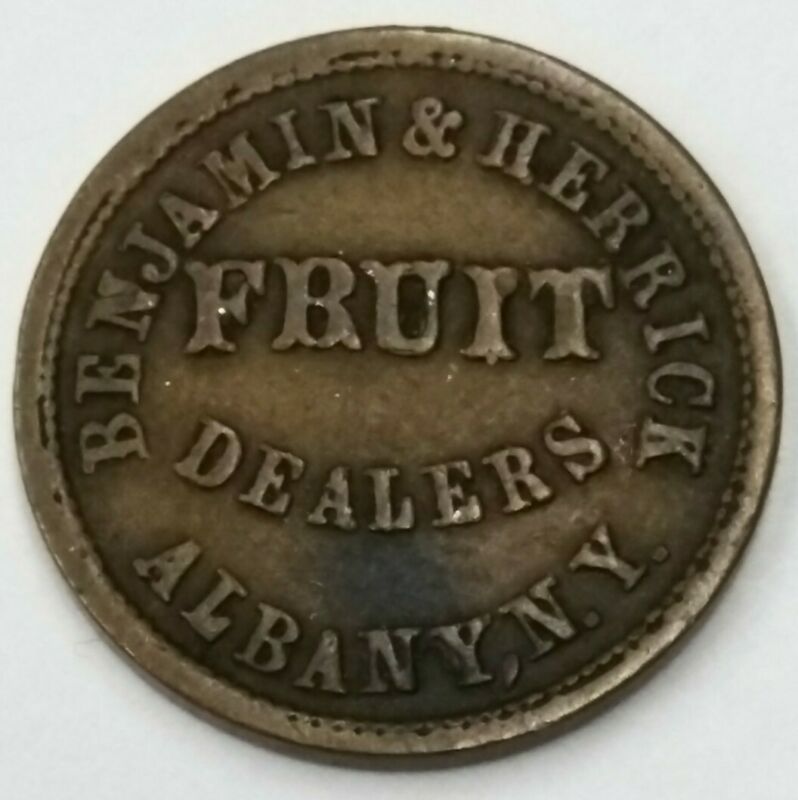 BENJAMIN & HERRICK
FRUIT
DEALERS
ALBANY, N.Y.